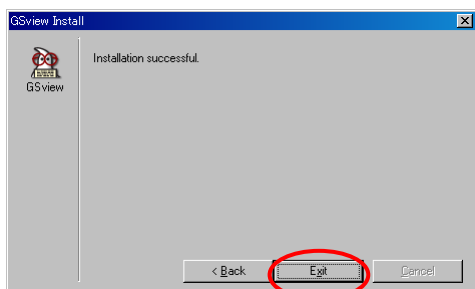 GSview Install
Installation successful.
GSview
< Back
Exit
Cancel